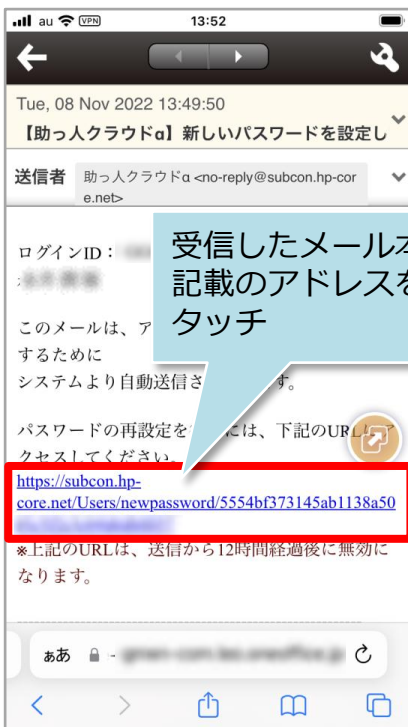 au VPN 13:52
Tue, 08 Nov 2022 13:49:50
【助っ人クラウドα】新しいパスワードを設定し
送信者 助っ人クラウドα <no-reply@subcon.hp-cor
e.net>
受信したメール本
記載のアドレスを
タッチ
ログインID：
このメールは、ア
するために
システムより自動送信さ
す。
パスワードの再設定を
には、下記のURL
クセスしてください。
https://subcon.hp-
core.net/Users/newpassword/5554bf373145ab1138a50
※上記のURLは、送信から12時間経過後に無効に
なります。
ぁあ